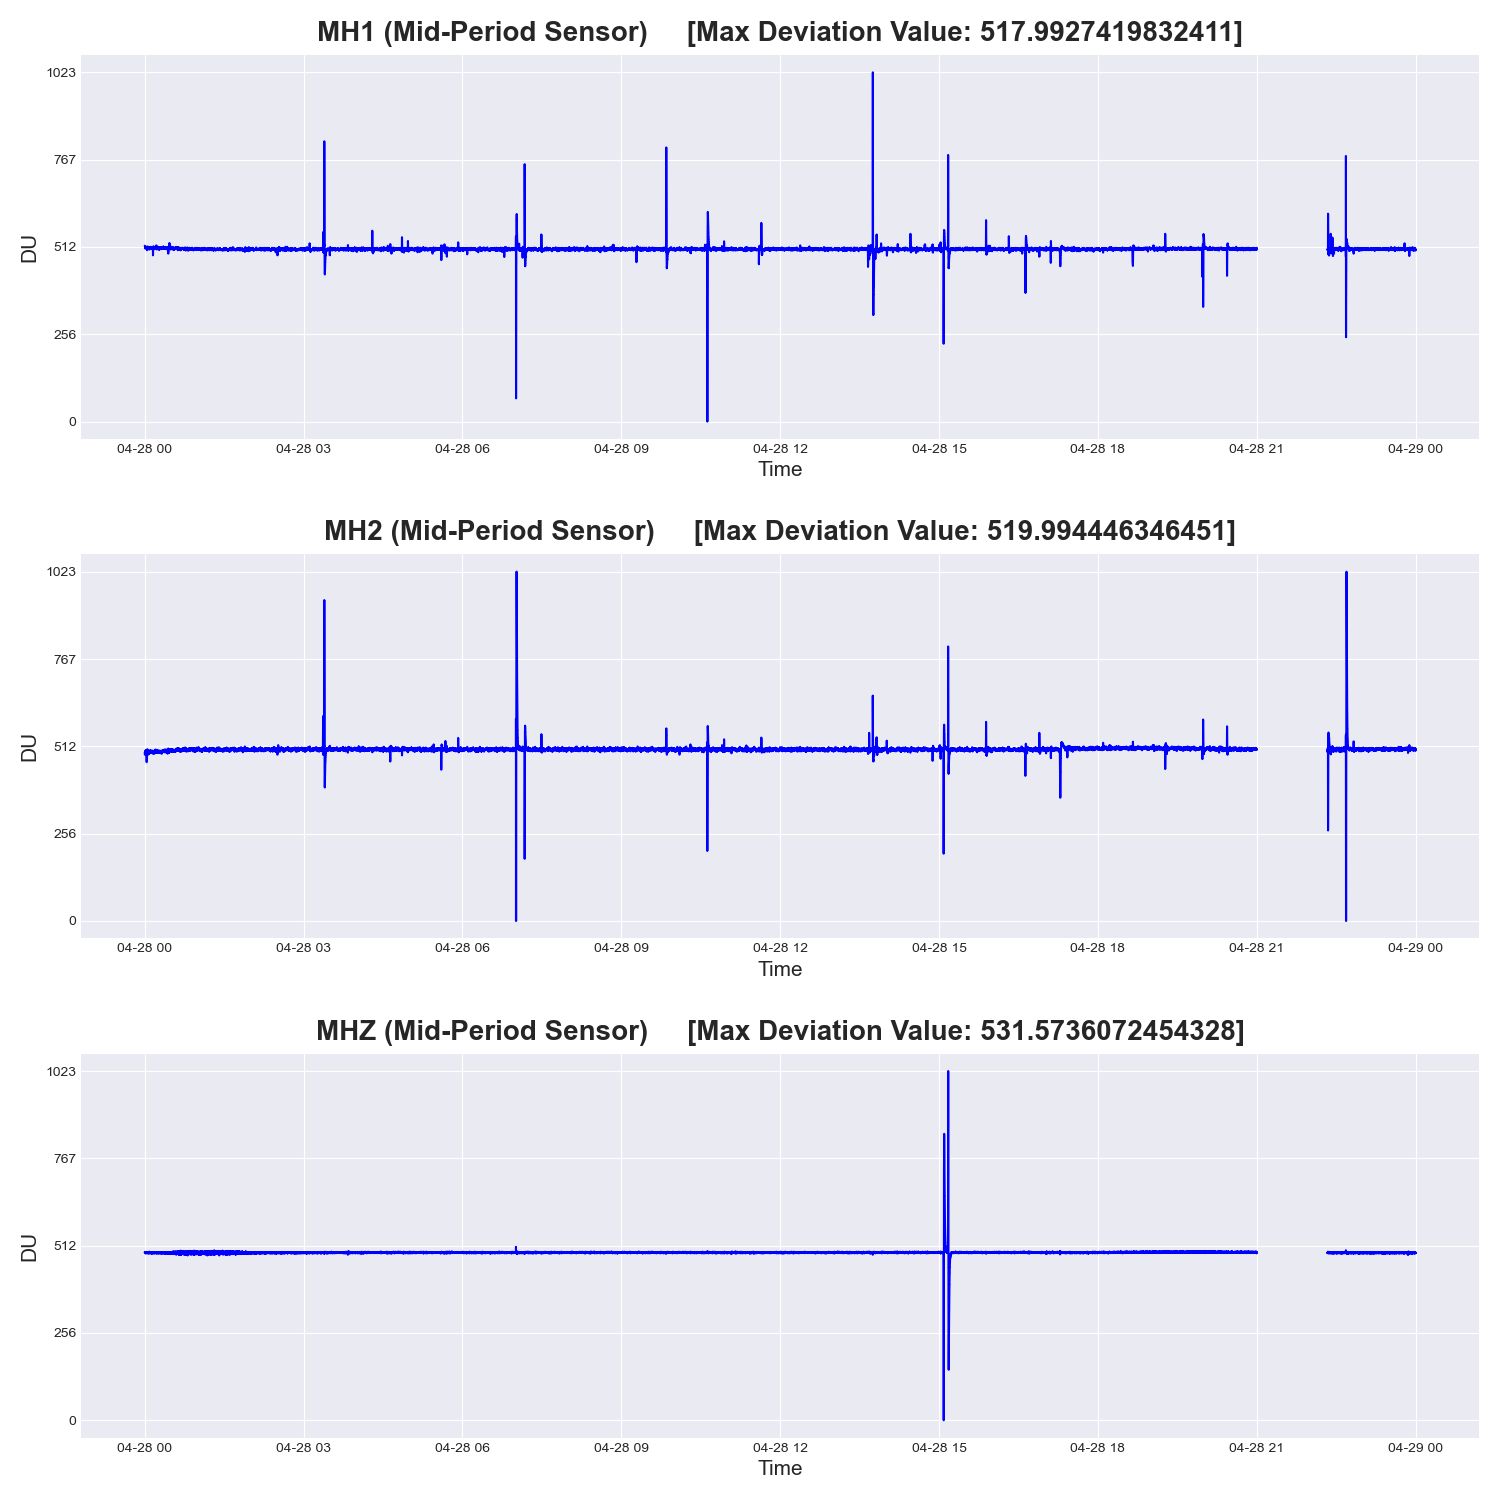 MH1 (Mid-Period Sensor) [Max Deviation Value: 517.9927419832411]
1023
767
512
256
0
DU
04-28 00 04-28 03 04-28 06 04-28 09 04-28 12 04-28 15 04-28 18 04-28 21 04-29 00
Time
MH2 (Mid-Period Sensor) [Max Deviation Value: 519.994446346451]
1023
767
512
256
0
DU
04-28 00 04-28 03 04-28 06 04-28 09 04-28 12 04-28 15 04-28 18 04-28 21 04-29 00
Time
MHZ (Mid-Period Sensor) [Max Deviation Value: 531.5736072454328]
1023
767
512
256
0
DU
04-28 00 04-28 03 04-28 06 04-28 09 04-28 12 04-28 15 04-28 18 04-28 21 04-29 00
Time